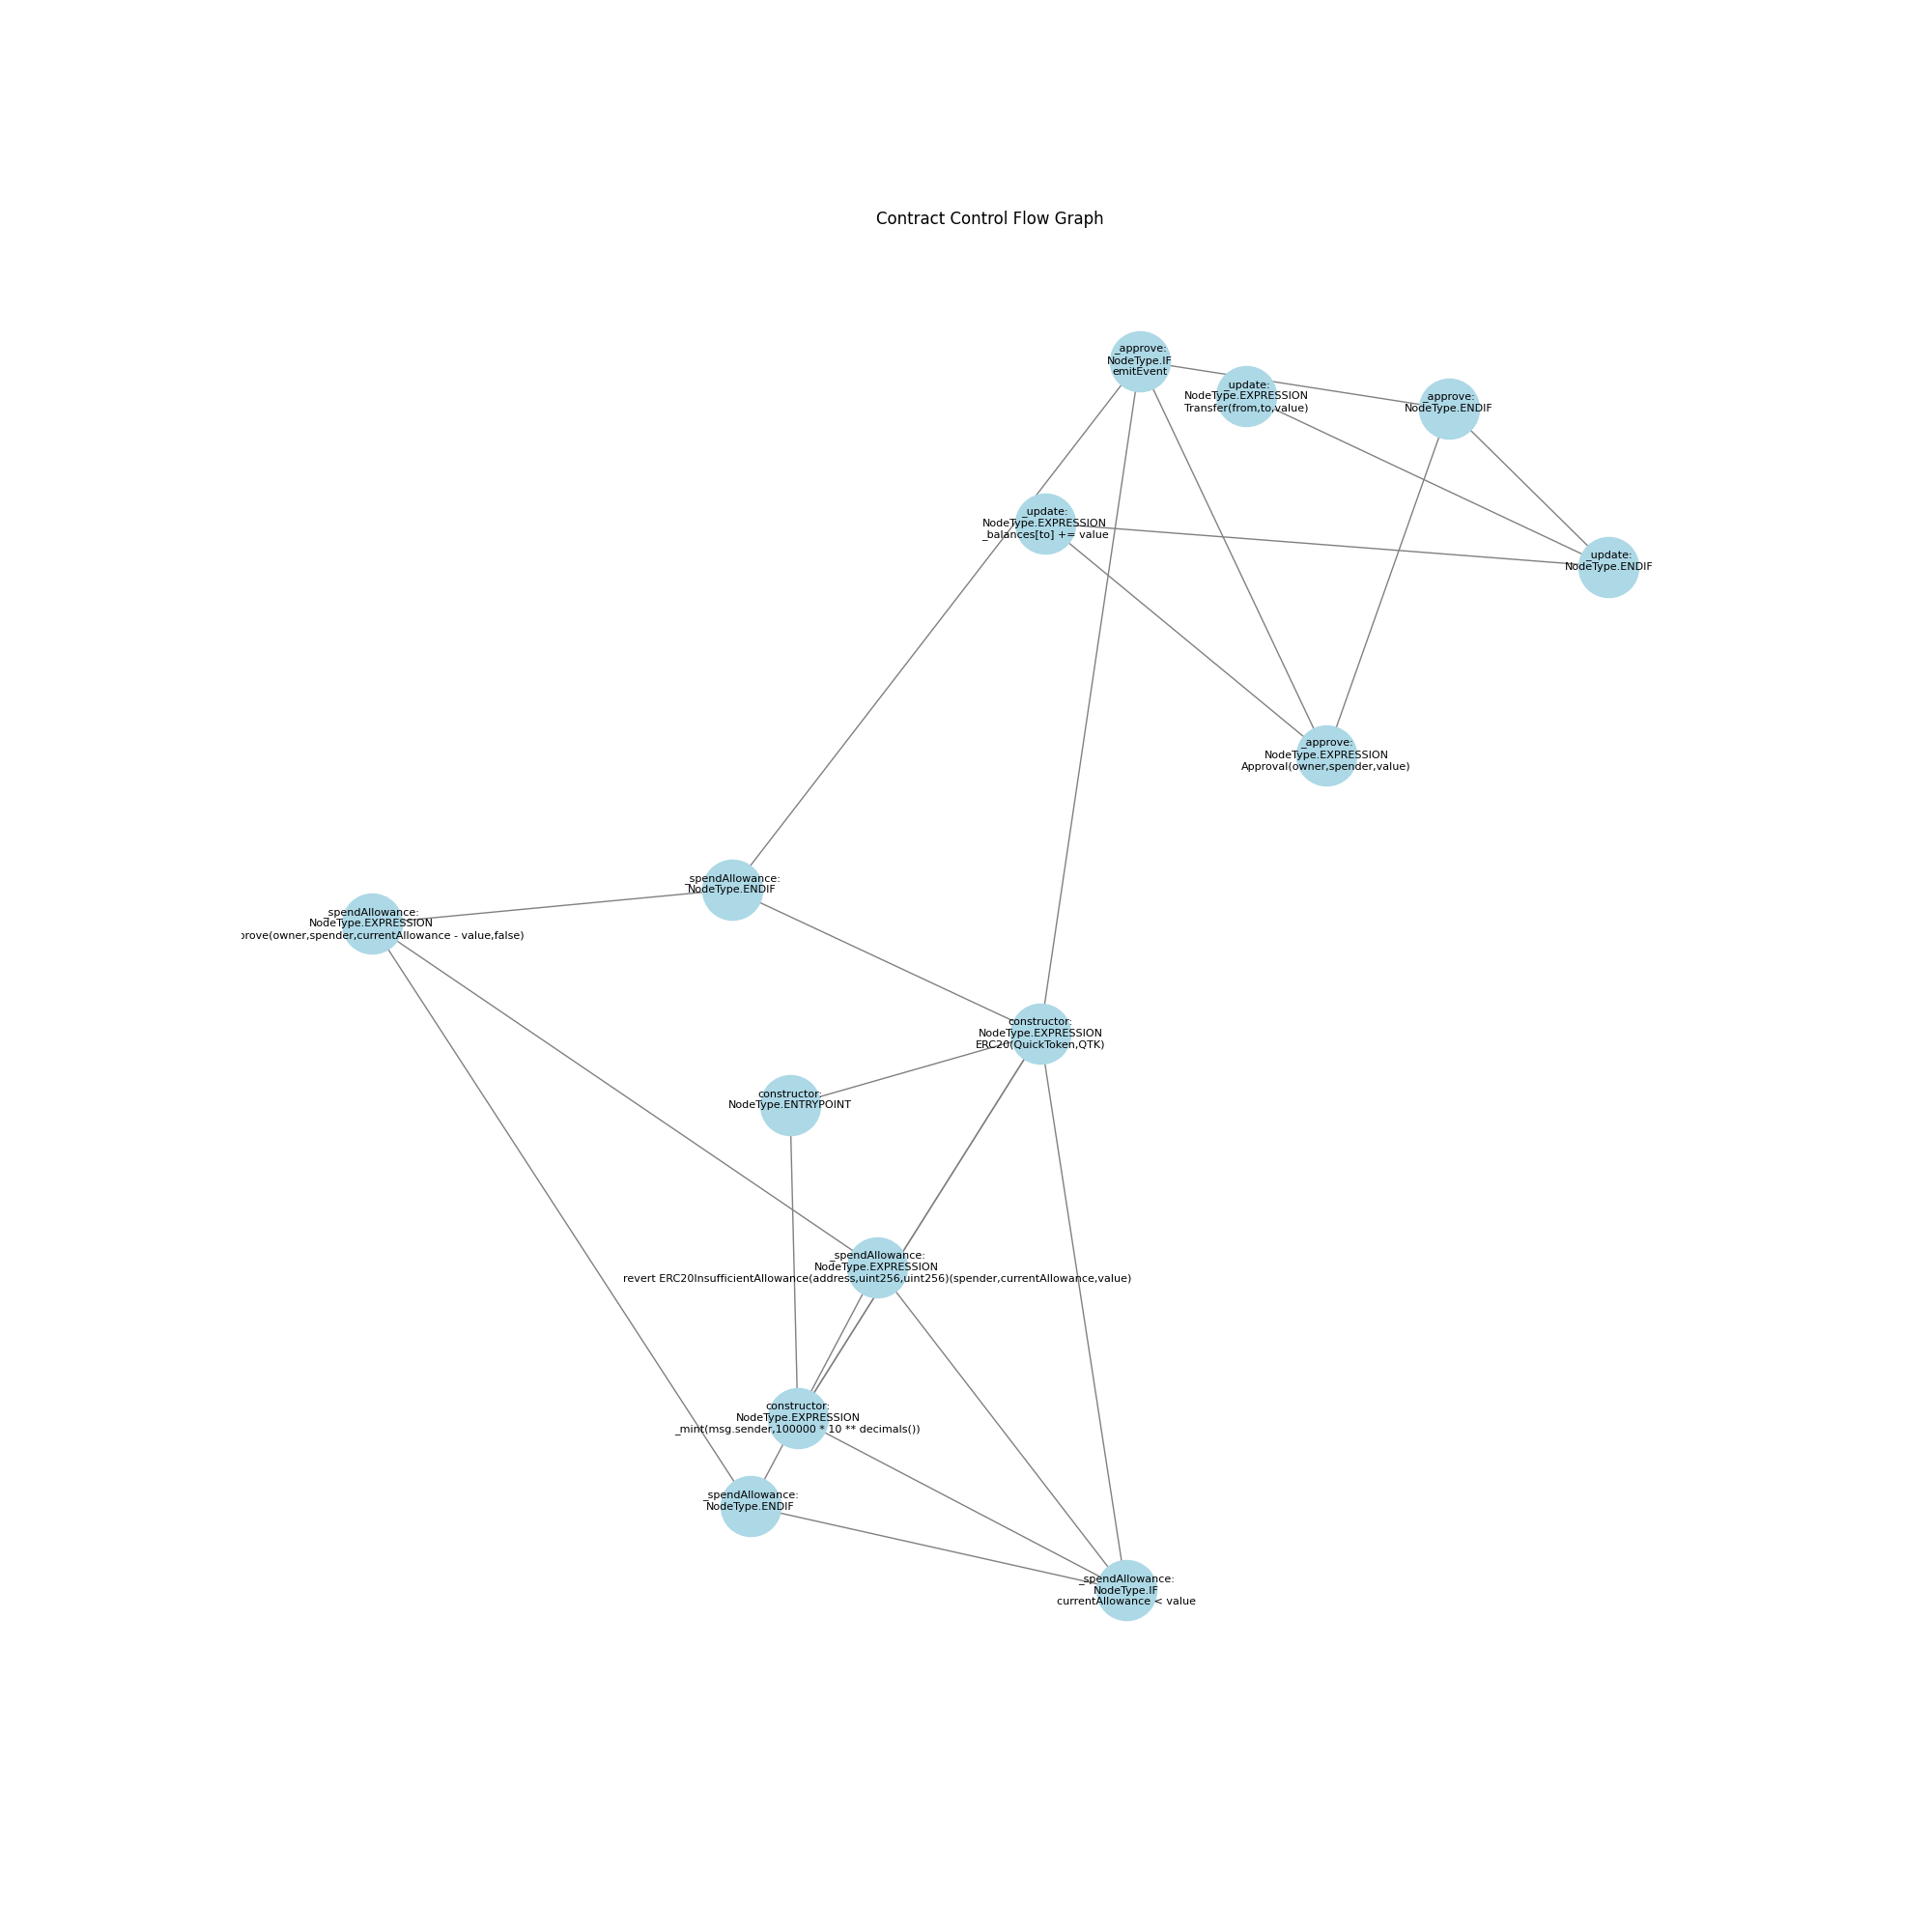 Contract Control Flow Graph
_approve:
NodeType.IF
emitEvent
_update:
NodeType.EXPRESSION
Transfer(from,to,value)
_approve:
NodeType.ENDIF
_update:
NodeType.EXPRESSION
_balances[to] += value
_update:
NodeType.ENDIF
_approve:
NodeType.EXPRESSION
Approval(owner,spender,value)
_spendAllowance:
NodeType.ENDIF
_spendAllowance:
NodeType.EXPRESSION
prove(owner,spender,currentAllowance - value,false)
constructor:
NodeType.EXPRESSION
ERC20(QuickToken,QTK)
constructor:
NodeType.ENTRYPOINT
_spendAllowance:
NodeType.EXPRESSION
revert ERC20InsufficientAllowance(address,uint256,uint256)(spender,currentAllowance,value)
constructor:
NodeType.EXPRESSION
_mint(msg.sender,100000 * 10 ** decimals())
_spendAllowance:
NodeType.ENDIF
_spendAllowance:
NodeType.IF
currentAllowance < value